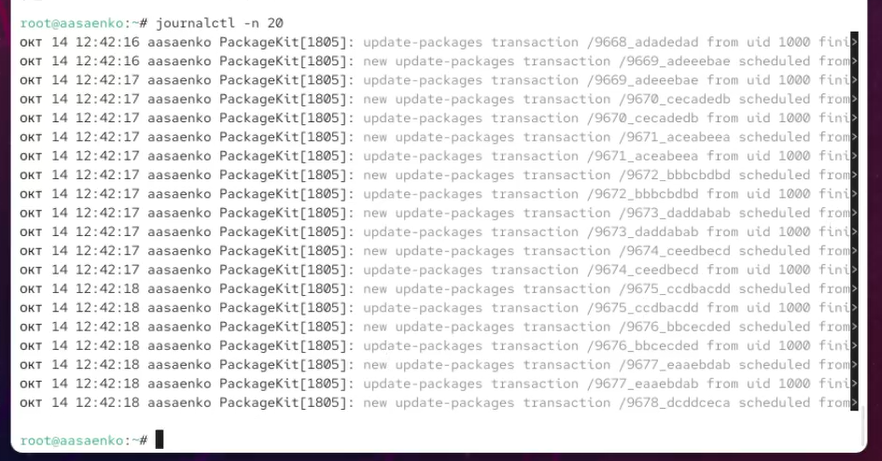 root@aasaenko:~# journalctl -n 20
окт 14 12:42:16 aasaenko PackageKit[1805]: update-packages transaction /9668_adadedad from uid 1000 fini>
окт 14 12:42:16 aasaenko PackageKit[1805]: new update-packages transaction /9669_adeeebae scheduled from>
окт 14 12:42:17 aasaenko PackageKit[1805]: update-packages transaction /9669_adeeebae from uid 1000 fini>
окт 14 12:42:17 aasaenko PackageKit[1805]: new update-packages transaction /9670_cecadedb scheduled from>
окт 14 12:42:17 aasaenko PackageKit[1805]: update-packages transaction /9670_cecadedb from uid 1000 fini>
окт 14 12:42:17 aasaenko PackageKit[1805]: new update-packages transaction /9671_aceabeea scheduled from>
окт 14 12:42:17 aasaenko PackageKit[1805]: update-packages transaction /9671_aceabeea from uid 1000 fini>
окт 14 12:42:17 aasaenko PackageKit[1805]: new update-packages transaction /9672_bbbcbdbd scheduled from>
окт 14 12:42:17 aasaenko PackageKit[1805]: update-packages transaction /9672_bbbcbdbd from uid 1000 fini>
окт 14 12:42:17 aasaenko PackageKit[1805]: new update-packages transaction /9673_daddabab scheduled from>
окт 14 12:42:17 aasaenko PackageKit[1805]: update-packages transaction /9673_daddabab from uid 1000 fini>
окт 14 12:42:17 aasaenko PackageKit[1805]: new update-packages transaction /9674_ceedbecd scheduled from>
окт 14 12:42:17 aasaenko PackageKit[1805]: update-packages transaction /9674_ceedbecd from uid 1000 fini>
окт 14 12:42:18 aasaenko PackageKit[1805]: new update-packages transaction /9675_ccdbacdd scheduled from>
окт 14 12:42:18 aasaenko PackageKit[1805]: update-packages transaction /9675_ccdbacdd from uid 1000 fini>
окт 14 12:42:18 aasaenko PackageKit[1805]: new update-packages transaction /9676_bbcecded scheduled from>
окт 14 12:42:18 aasaenko PackageKit[1805]: update-packages transaction /9676_bbcecded from uid 1000 fini>
окт 14 12:42:18 aasaenko PackageKit[1805]: new update-packages transaction /9677_eaaebdab scheduled from>
окт 14 12:42:18 aasaenko PackageKit[1805]: update-packages transaction /9677_eaaebdab from uid 1000 fini>
окт 14 12:42:18 aasaenko PackageKit[1805]: new update-packages transaction /9678_dcddceca scheduled from>
root@aasaenko:~#